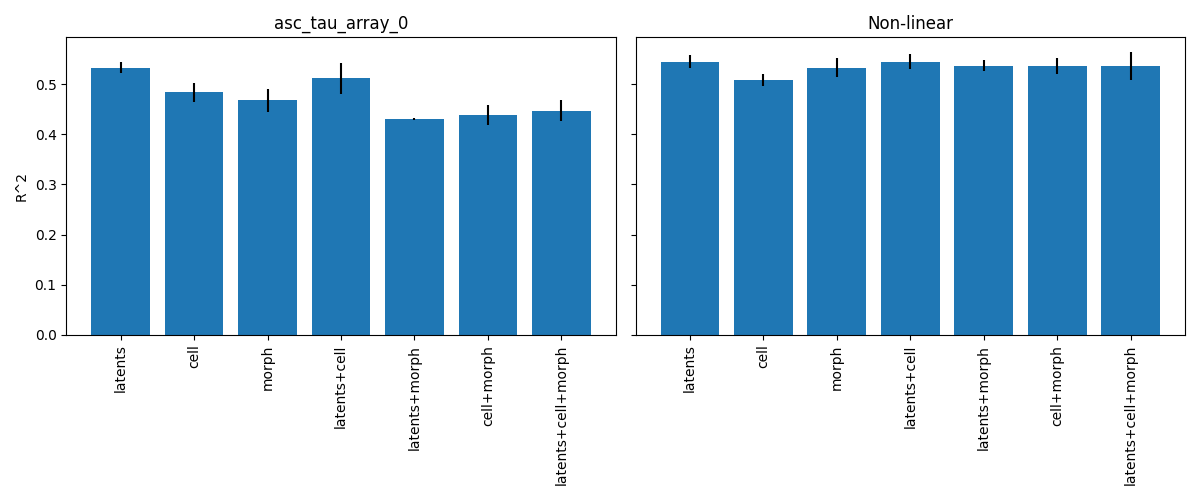 asc_tau_array_0
Non-linear
R^2
0.5
0.4
0.3
0.2
0.1
0.0
latents
cell
morph
latents+cell
latents+morph
cell+morph
latents+cell+morph
latents
cell
morph
latents+cell
latents+morph
cell+morph
latents+cell+morph